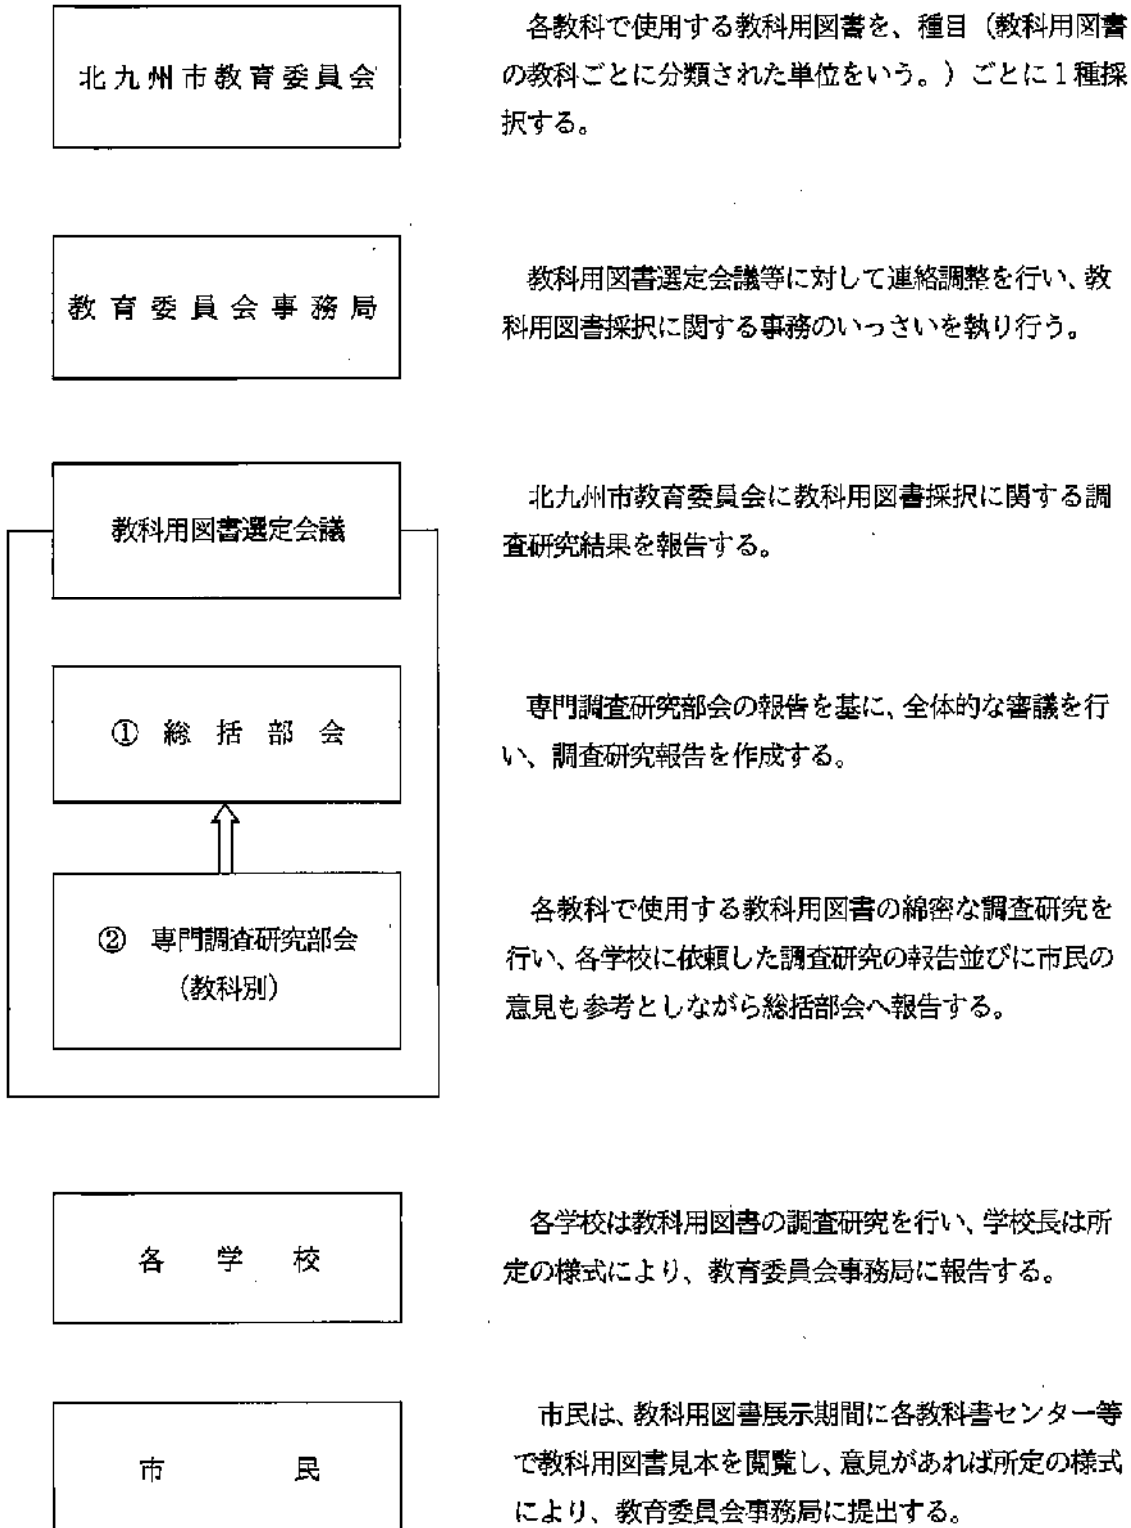 北九州市教育委員会
各教科で使用する教科用図書を、種目(教科用図書
の教科ごとに分類された単位をいう。)ごとに1種採
択する。
教育委員会事務局
教科用図書選定会議等に対して連絡調整を行い、教
科用図書採択に関する事務のいっさいを執り行う。
教科用図書選定会議
北九州市教育委員会に教科用図書採択に関する調
査研究結果を報告する。
① 総括部会
専門調査研究部会の報告を基に、全体的な審議を行
い、調査研究報告を作成する。
② 専門調査研究部会
(教科別)
各教科で使用する教科用図書の綿密な調査研究を
行い、各学校に依頼した調査研究の報告並びに市民の
意見も参考としながら総括部会へ報告する。
各学校
各学校は教科用図書の調査研究を行い、学校長は所
定の様式により、教育委員会事務局に報告する。
市民
市民は、教科用図書展示期間に各教科書センター等
で教科用図書見本を閲覧し、意見があれば所定の様式
により、教育委員会事務局に提出する。